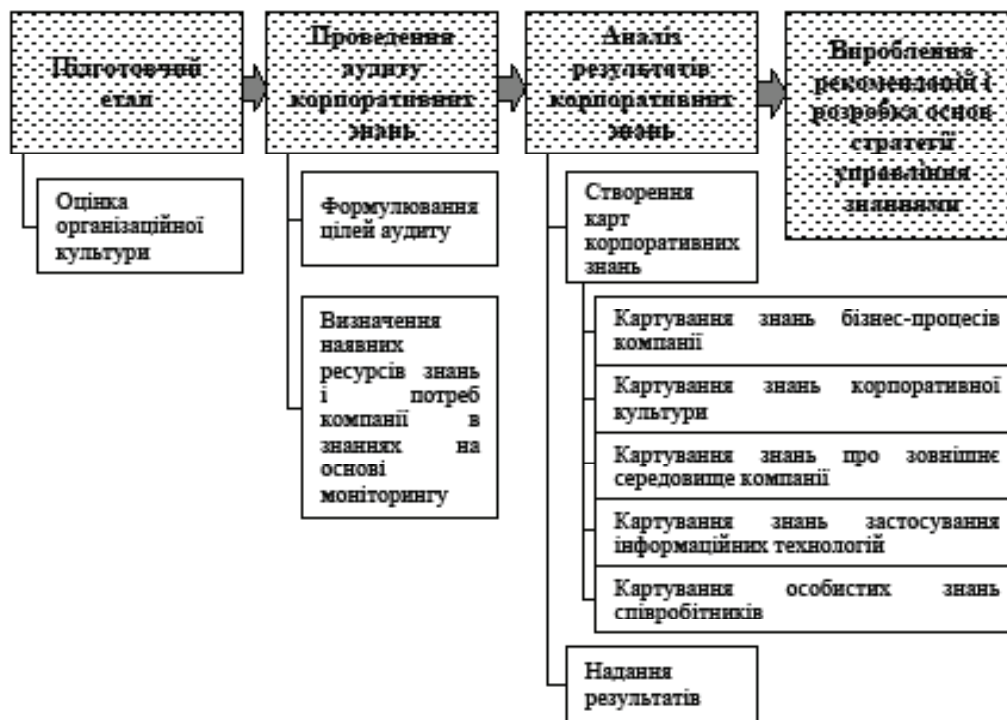 Підготовчий
етап
Проведення
аудиту
корпоративних
знань
Аналіз
результатів
корпоративних
знань
Вироблення
рекомендацій і
розробка основ
стратегії
управління
знаннями
Оцінка
організаційної
культури
Формулювання
цілей аудиту
Визначення
наявних
ресурсів знань
і потреб
компанії в
знаннях на
основі
моніторингу
Створення
карт
корпоративних
знань
Картування знань бізнес-процесів
компанії
Картування знань корпоративної
культури
Картування знань про зовнішнє
середовище компанії
Картування знань застосування
інформаційних технологій
Картування особистих знань
співробітників
Надання
результатів